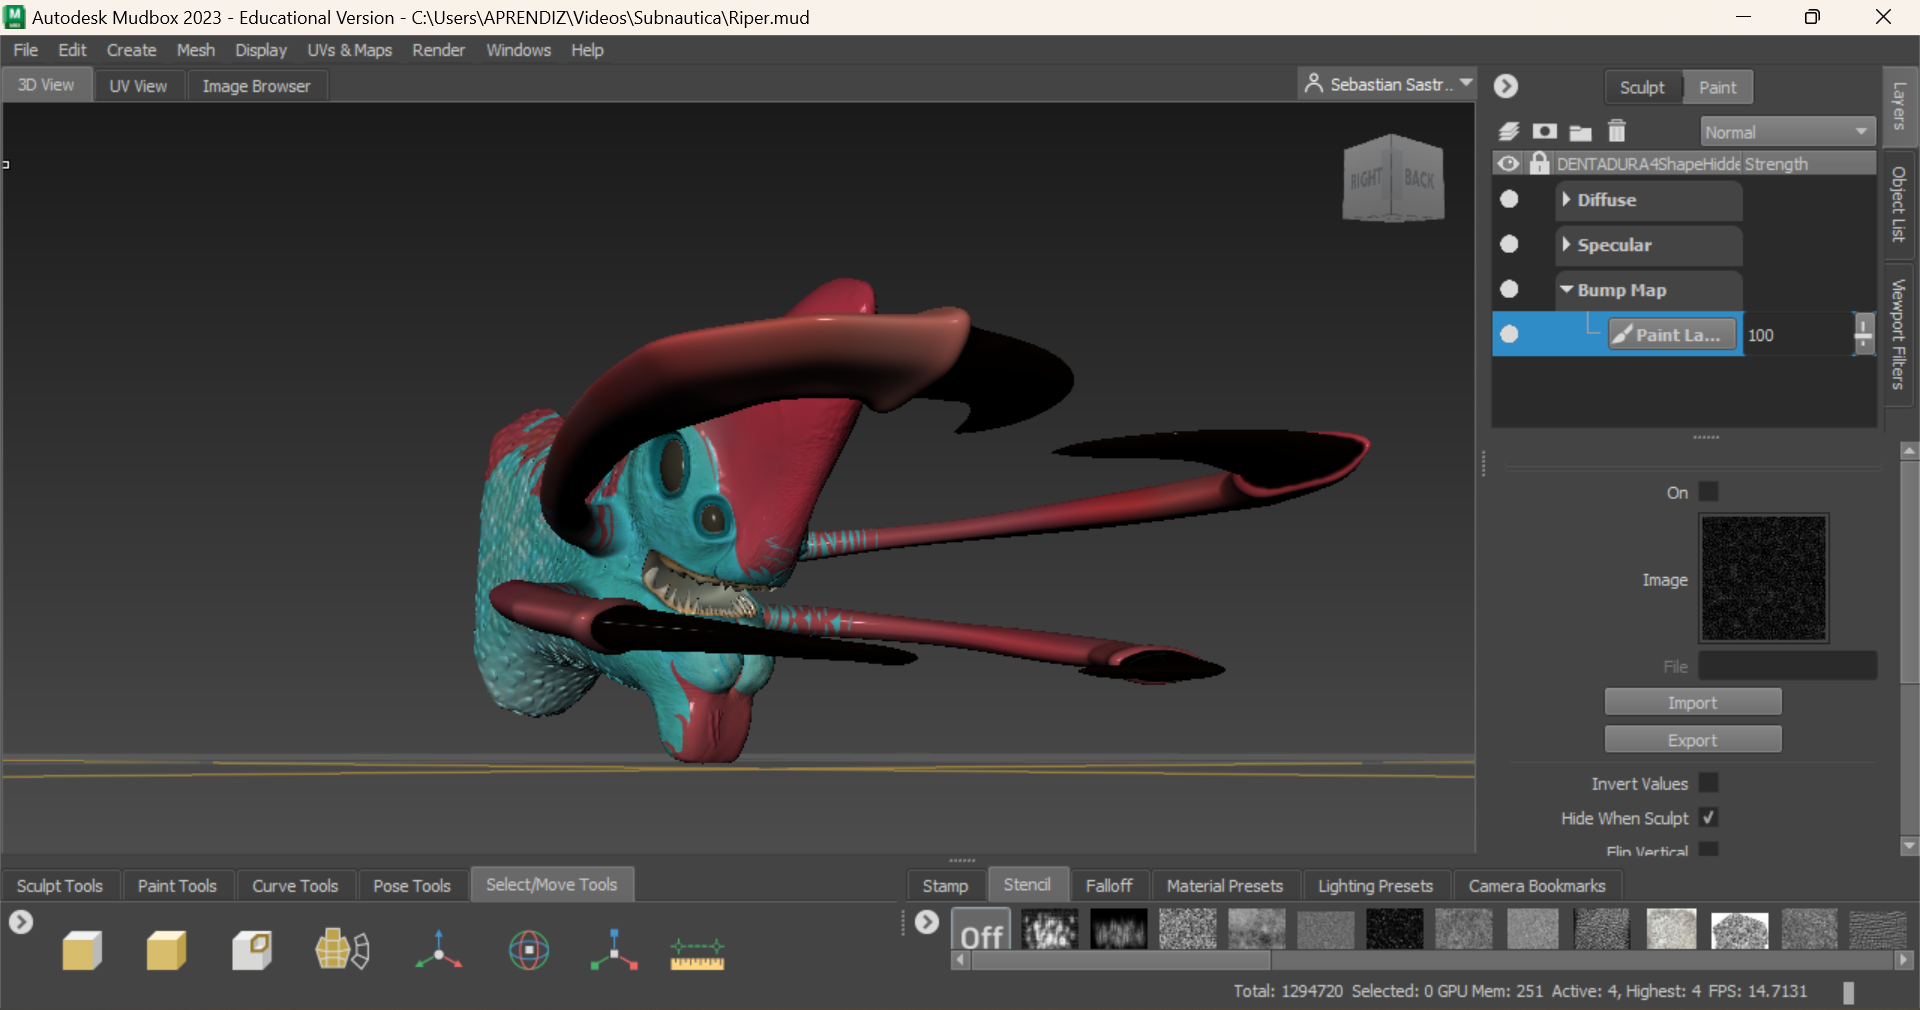 Autodesk Mudbox 2023 - Educational Version - C:\Users\APRENDIZ\Videos\Subnautica\Riper.mud
File Edit Create Mesh Display UVs & Maps Render Windows Help
3D View UV View Image Browser
Sebastian Sastr..
Sculpt Paint
Normal
DENTADURA4ShapeHidde Strength
Diffuse
Specular
Bump Map
Paint La... 100
Layers
Object List
Viewport Filters
RIGHT BACK
On
Image
File
Import
Export
Invert Values
Hide When Sculpt
Flip Vertical
Sculpt Tools Paint Tools Curve Tools Pose Tools Select/Move Tools
Stamp Stencil Falloff Material Presets Lighting Presets Camera Bookmarks
Off
Total: 1294720 Selected: 0 GPU Mem: 251 Active: 4, Highest: 4 FPS: 14.7131